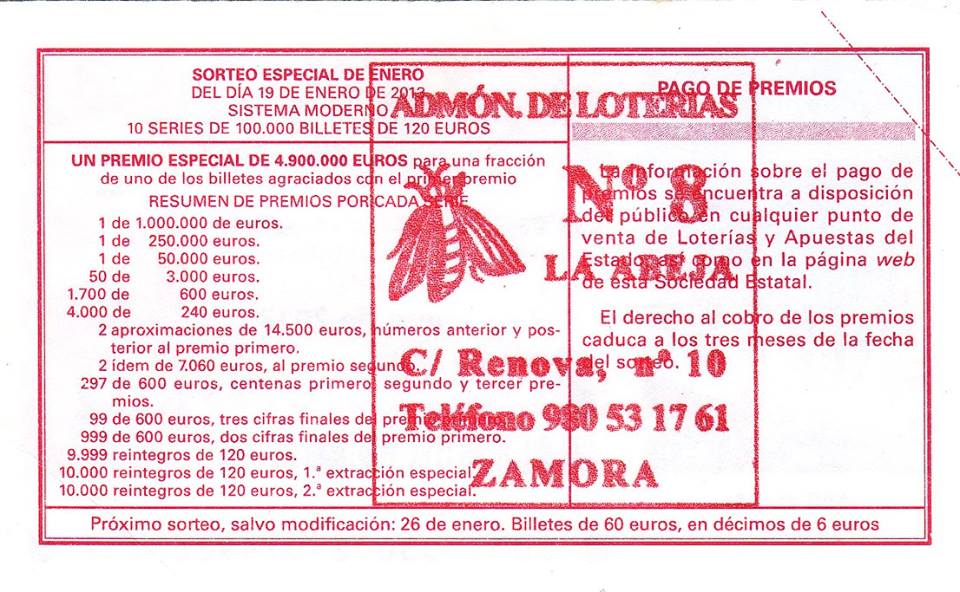 SORTEO ESPECIAL DE ENERO
DEL DÍA 19 DE ENERO DE 2013
SISTEMA MODERNO
10 SERIES DE 100.000 BILLETES DE 120 EUROS
UN PREMIO ESPECIAL DE 4.900.000 EUROS para una fracción
de uno de los billetes agraciados con el primer premio
RESUMEN DE PREMIOS POR CADA SERIE
1 de 1.000.000 de euros.
1 de 250.000 euros.
1 de 50.000 euros.
50 de 3.000 euros.
1.700 de 600 euros.
4.000 de 240 euros.
2 aproximaciones de 14.500 euros, números anterior y pos-
terior al premio primero.
2 ídem de 7.060 euros, al premio segundo.
297 de 600 euros, centenas primero, segundo y tercer pre-
mios.
99 de 600 euros, tres cifras finales del premio primero.
999 de 600 euros, dos cifras finales del premio primero.
9.999 reintegros de 120 euros.
10.000 reintegros de 120 euros, 1.ª extracción especial.
10.000 reintegros de 120 euros, 2.ª extracción especial.
PAGO DE PREMIOS
La información sobre el pago de
premios se encuentra a disposición
del público en cualquier punto de
venta de Loterías y Apuestas del
Estado, así como en la página web
de esta Sociedad Estatal.
El derecho al cobro de los premios
caduca a los tres meses de la fecha
del sorteo.
ADMÓN. DE LOTERIAS
Nº 8
LA ABEJA
C/ Renova, nº 10
Teléfono 980 53 17 61
ZAMORA
Próximo sorteo, salvo modificación: 26 de enero. Billetes de 60 euros, en décimos de 6 euros